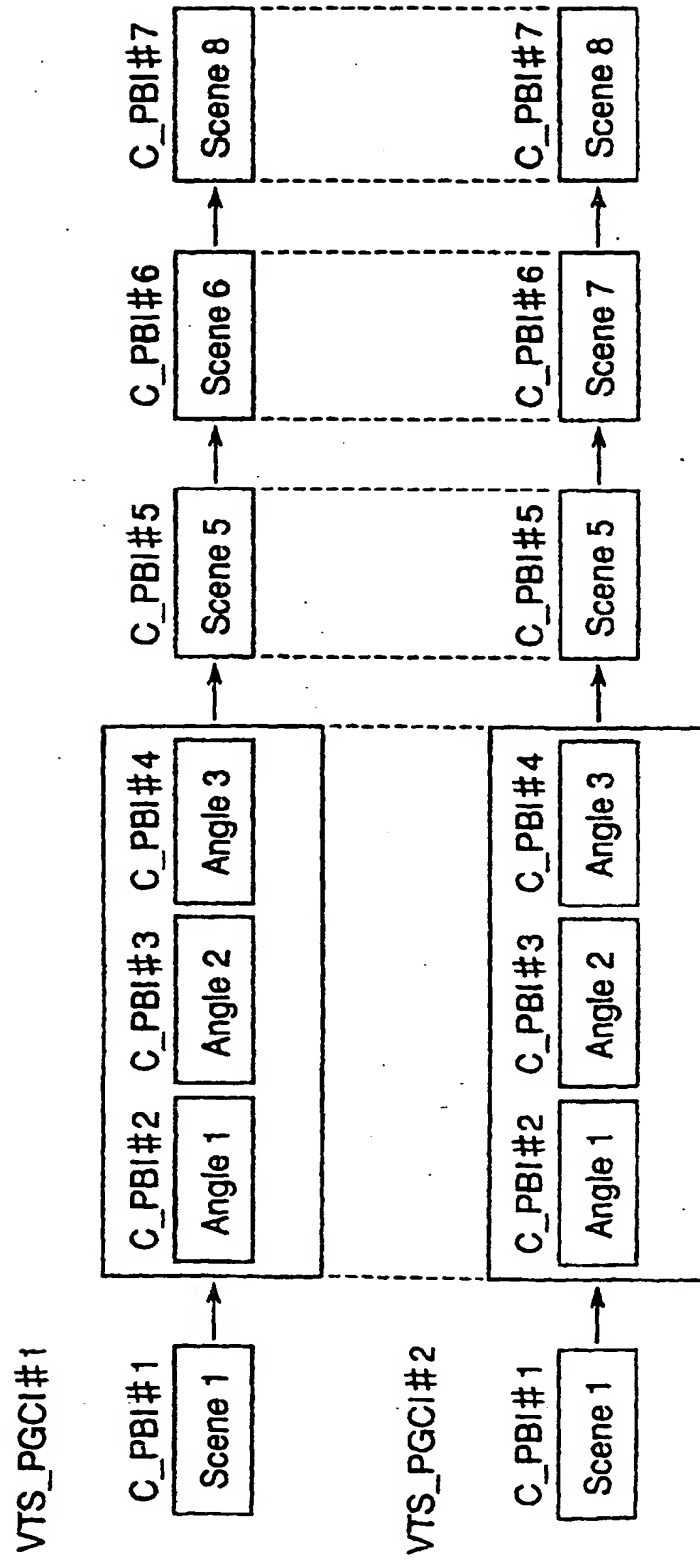 VTS_PGCI#1
C_PBI#1
Scene 1
C_PBI#2
Angle 1
C_PBI#3
Angle 2
C_PBI#4
Angle 3
C_PBI#5
Scene 5
C_PBI#6
Scene 6
C_PBI#7
Scene 8
VTS_PGCI#2
C_PBI#1
Scene 1
C_PBI#2
Angle 1
C_PBI#3
Angle 2
C_PBI#4
Angle 3
C_PBI#5
Scene 5
C_PBI#6
Scene 7
C_PBI#7
Scene 8